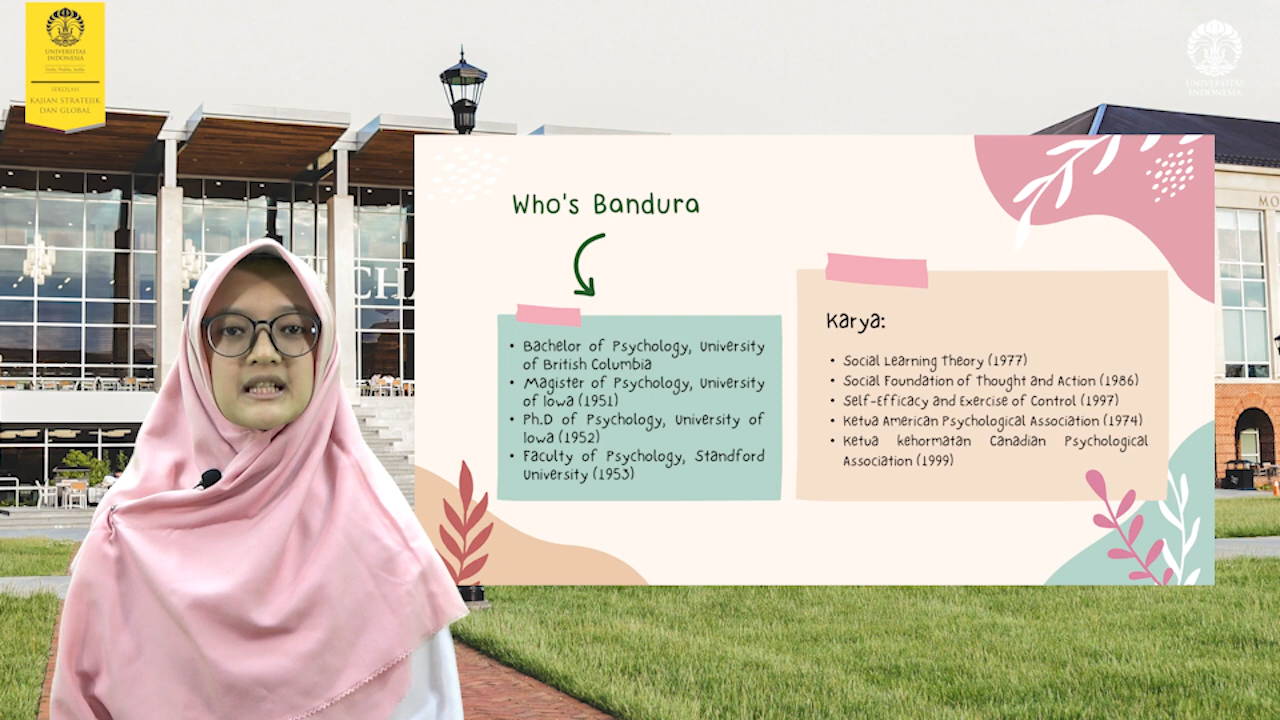 UNIVERSITAS
INDONESIA
SEKOLAH
KAJIAN STRATEJIK
DAN GLOBAL
UNIVERSITAS
INDONESIA
Who's Bandura
• Bachelor of Psychology, University
of British Columbia
• Magister of Psychology, University
of Iowa (1951)
• Ph.D of Psychology, University of
Iowa (1952)
• Faculty of Psychology, Standford
University (1953)
Karya:
• Social Learning Theory (1977)
• Social Foundation of Thought and Action (1986)
• Self-Efficacy and Exercise of Control (1997)
• Ketua American Psychological Association (1974)
• Ketua kehormatan Canadian Psychological
Association (1999)